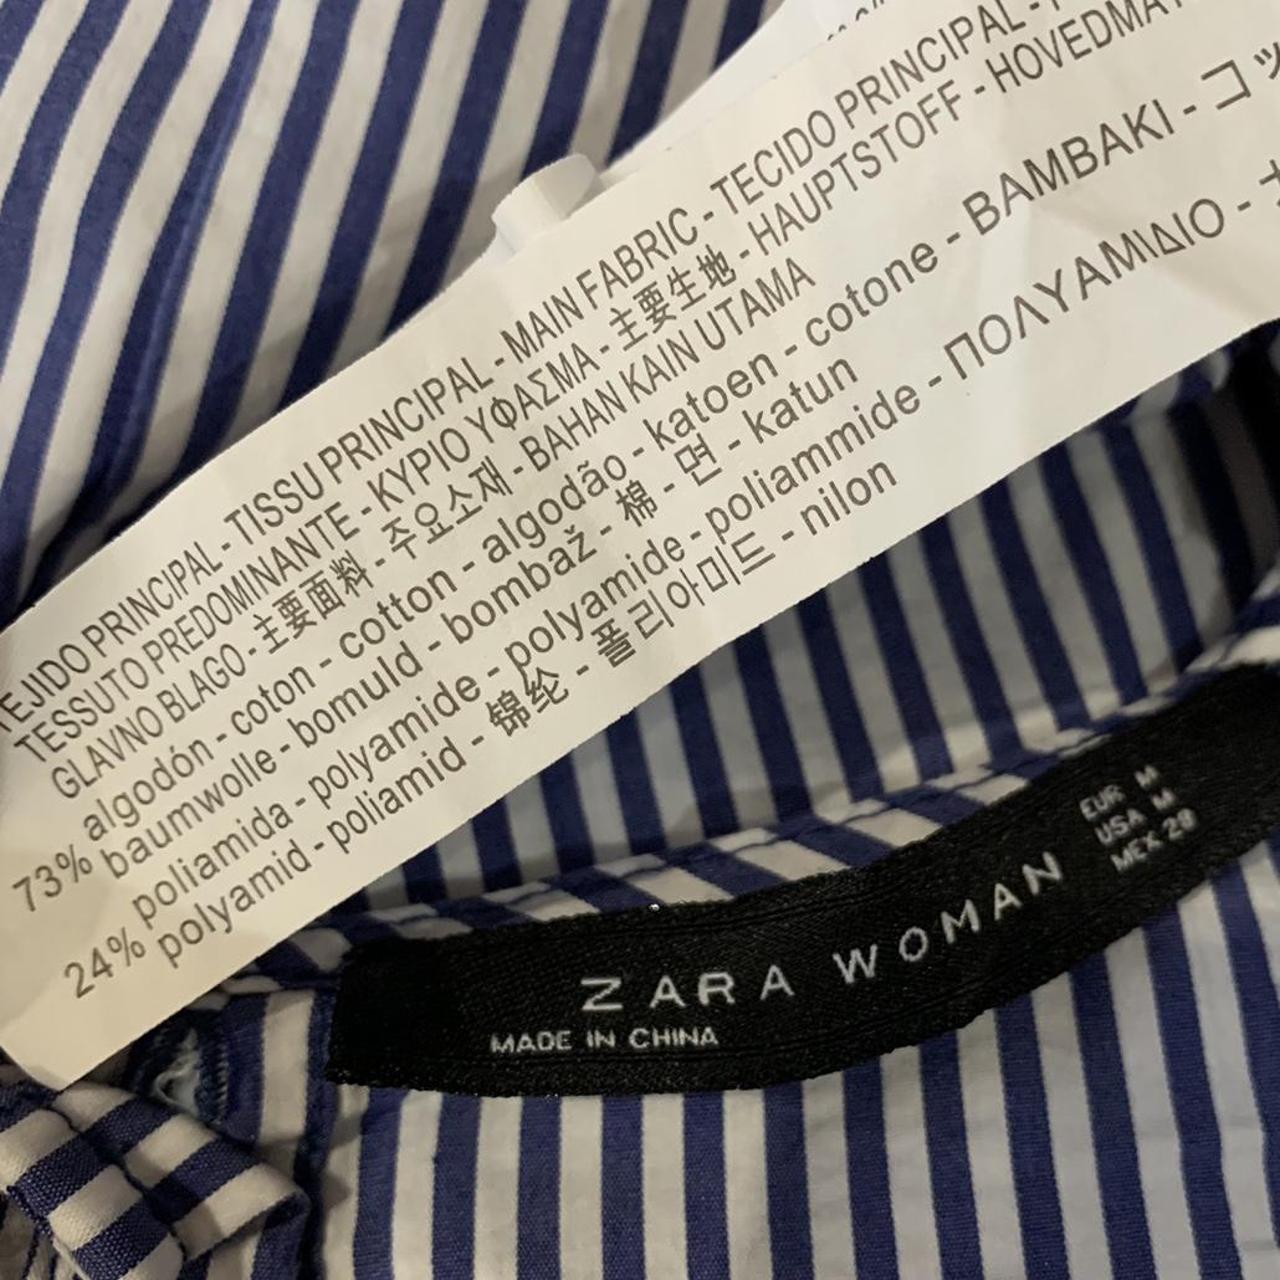 TEJIDO PRINCIPAL - TISSU PRINCIPAL - MAIN FABRIC - TECIDO PRINCIPAL -
TESSUTO PREDOMINANTE - ΚΥΡΙΟ ΥΦΑΣΜΑ - 主要生地 - HAUPTSTOFF -
GLAVNO BLAGO - 主要面料 - 주요소재 - BAHAN KAIN UTAMA
73% algodón - coton - cotton - algodão - katoen - cotone - BAMBAKI -
baumwolle - bomuld - bombaž - 棉 - 면 - katun
24% poliamida - polyamide - polyamide - poliammide - ΠΟΛΥΑΜΙΔΙΟ -
polyamid - poliamid - 锦纶 - 폴리아미드 - nilon
ZARA WOMAN
MADE IN CHINA
EUR M
USA M
MEX 28